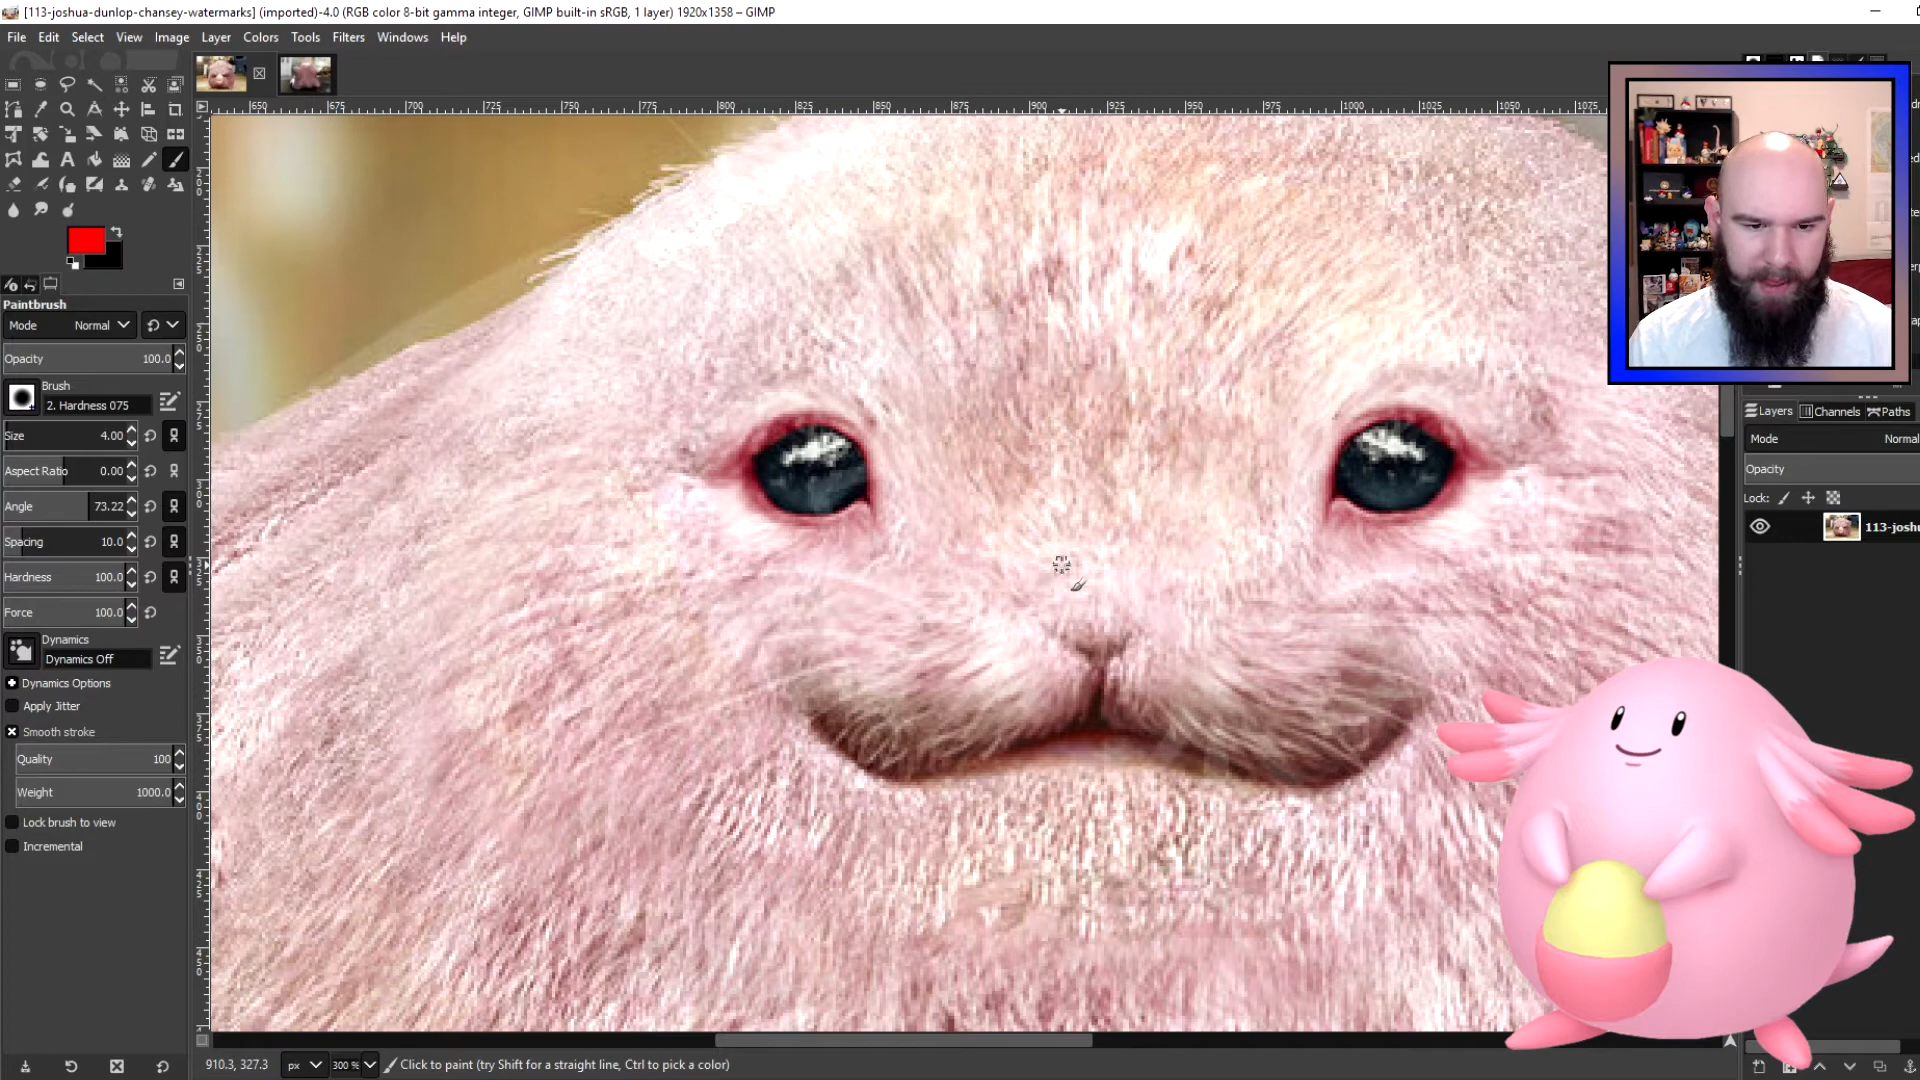 [113-joshua-dunlop-chansey-watermarks] (imported)-4.0 (RGB color 8-bit gamma integer, GIMP built-in sRGB, 1 layer) 1920x1358 – GIMP
File Edit Select View Image Layer Colors Tools Filters Windows Help
650 675 700 725 750 775 800 825 850 875 900 925 950 975 1000 1025 1050 1075
Paintbrush
Mode Normal
Opacity 100.0
Brush
2. Hardness 075
Size 4.00
Aspect Ratio 0.00
Angle 73.22
Spacing 10.0
Hardness 100.0
Force 100.0
Dynamics
Dynamics Off
Dynamics Options
Apply Jitter
Smooth stroke
Quality 100
Weight 1000.0
Lock brush to view
Incremental
Layers Channels Paths
Mode Normal
Opacity
Lock:
113-joshu
910.3, 327.3 px 300 % Click to paint (try Shift for a straight line, Ctrl to pick a color)